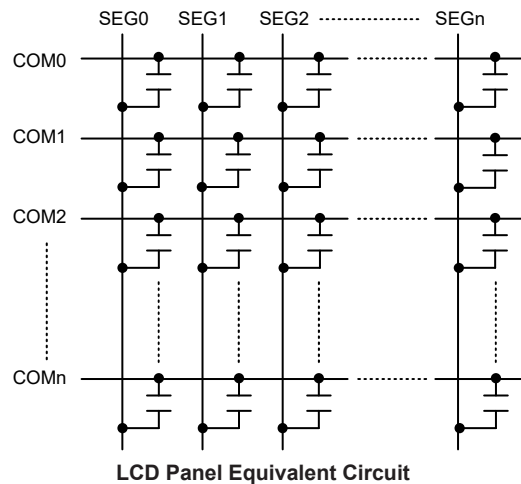 SEG0 SEG1 SEG2 SEGn
COM0
COM1
COM2
COMn
LCD Panel Equivalent Circuit